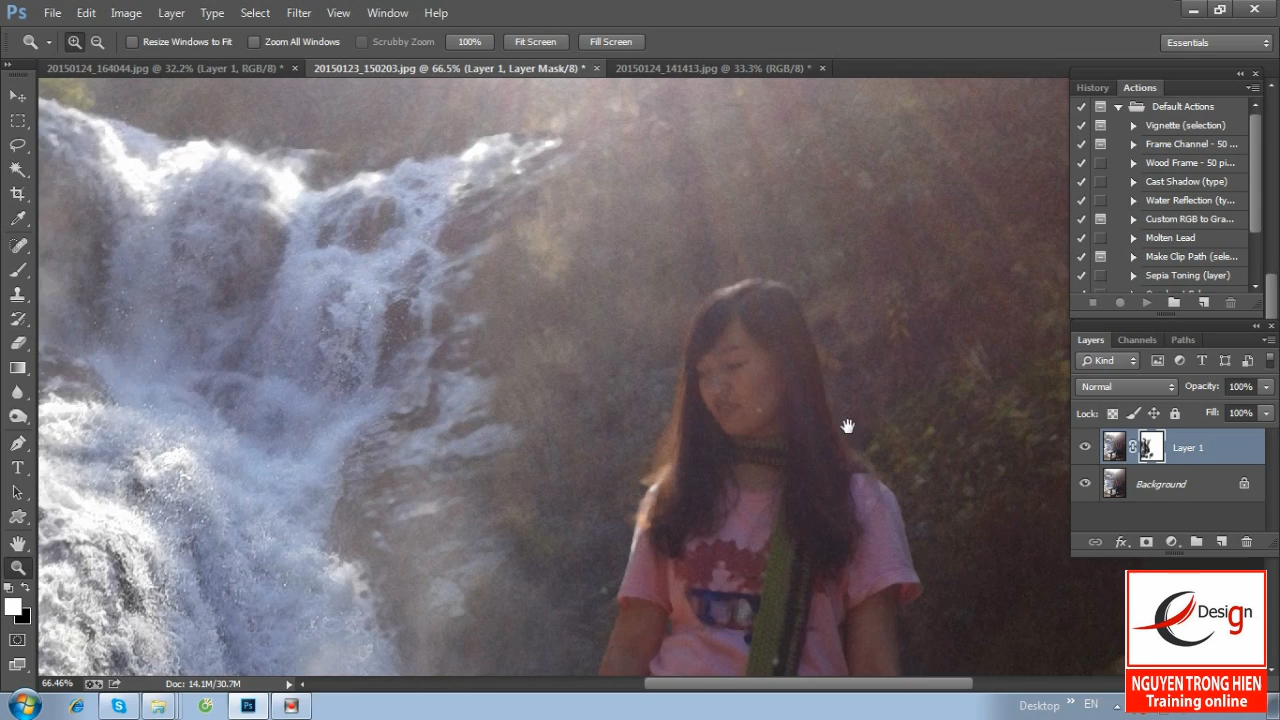 Ps File Edit Image Layer Type Select Filter View Window Help
Resize Windows to Fit Zoom All Windows Scrubby Zoom 100% Fit Screen Fill Screen Essentials
20150124_164044.jpg @ 32.2% (Layer 1, RGB/8) * × 20150123_150203.jpg @ 66.5% (Layer 1, Layer Mask/8) * × 20150124_141413.jpg @ 33.3% (RGB/8) * ×
History Actions
Default Actions
Vignette (selection)
Frame Channel - 50 ...
Wood Frame - 50 pi...
Cast Shadow (type)
Water Reflection (ty...
Custom RGB to Gra...
Molten Lead
Make Clip Path (sele...
Sepia Toning (layer)
Layers Channels Paths
Kind
Normal Opacity: 100%
Lock: Fill: 100%
Layer 1
Background
fx
Design
NGUYEN TRONG HIEN
Training online
66.46% Doc: 14.1M/30.7M
Ps Desktop » EN